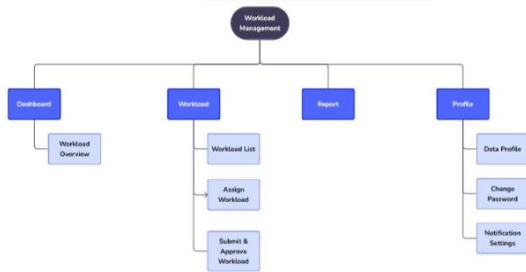 Workload
Management
Dashboard
Workload
Report
Profile
Workload
Overview
Workload List
Data Profile
Assign
Workload
Change
Password
Submit &
Approve
Workload
Notification
Settings